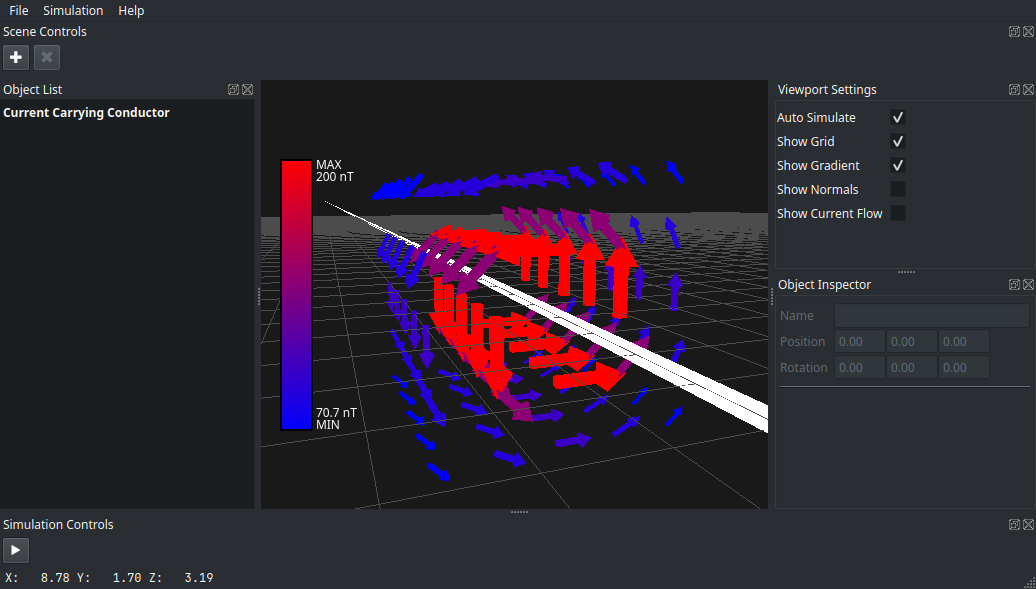 File Simulation Help
Scene Controls
Object List
Current Carrying Conductor
MAX
200 nT
70.7 nT
MIN
Viewport Settings
Auto Simulate
Show Grid
Show Gradient
Show Normals
Show Current Flow
Object Inspector
Name
Position 0.00 0.00 0.00
Rotation 0.00 0.00 0.00
Simulation Controls
X: 8.78 Y: 1.70 Z: 3.19